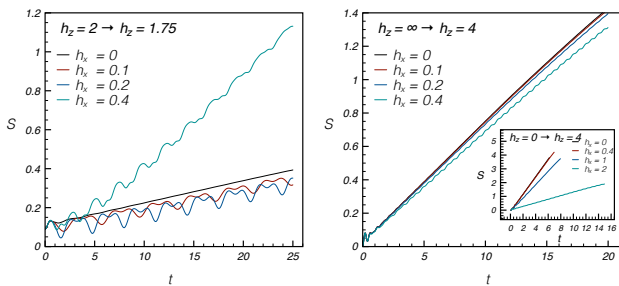 h_z = 2 → h_z = 1.75
h_x = 0
h_x = 0.1
h_x = 0.2
h_x = 0.4
S
1.2
1
0.8
0.6
0.4
0.2
0
0 5 10 15 20 25
t
h_z = ∞ → h_z = 4
h_x = 0
h_x = 0.1
h_x = 0.2
h_x = 0.4
S
1.4
1.2
1
0.8
0.6
0.4
0.2
0
0 5 10 15 20
t
h_z = 0 → h_z = 4
h_x = 0
h_x = 0.4
h_x = 1
h_x = 2
S
5
4
3
2
1
0
0 2 4 6 8 10 12 14 16
t